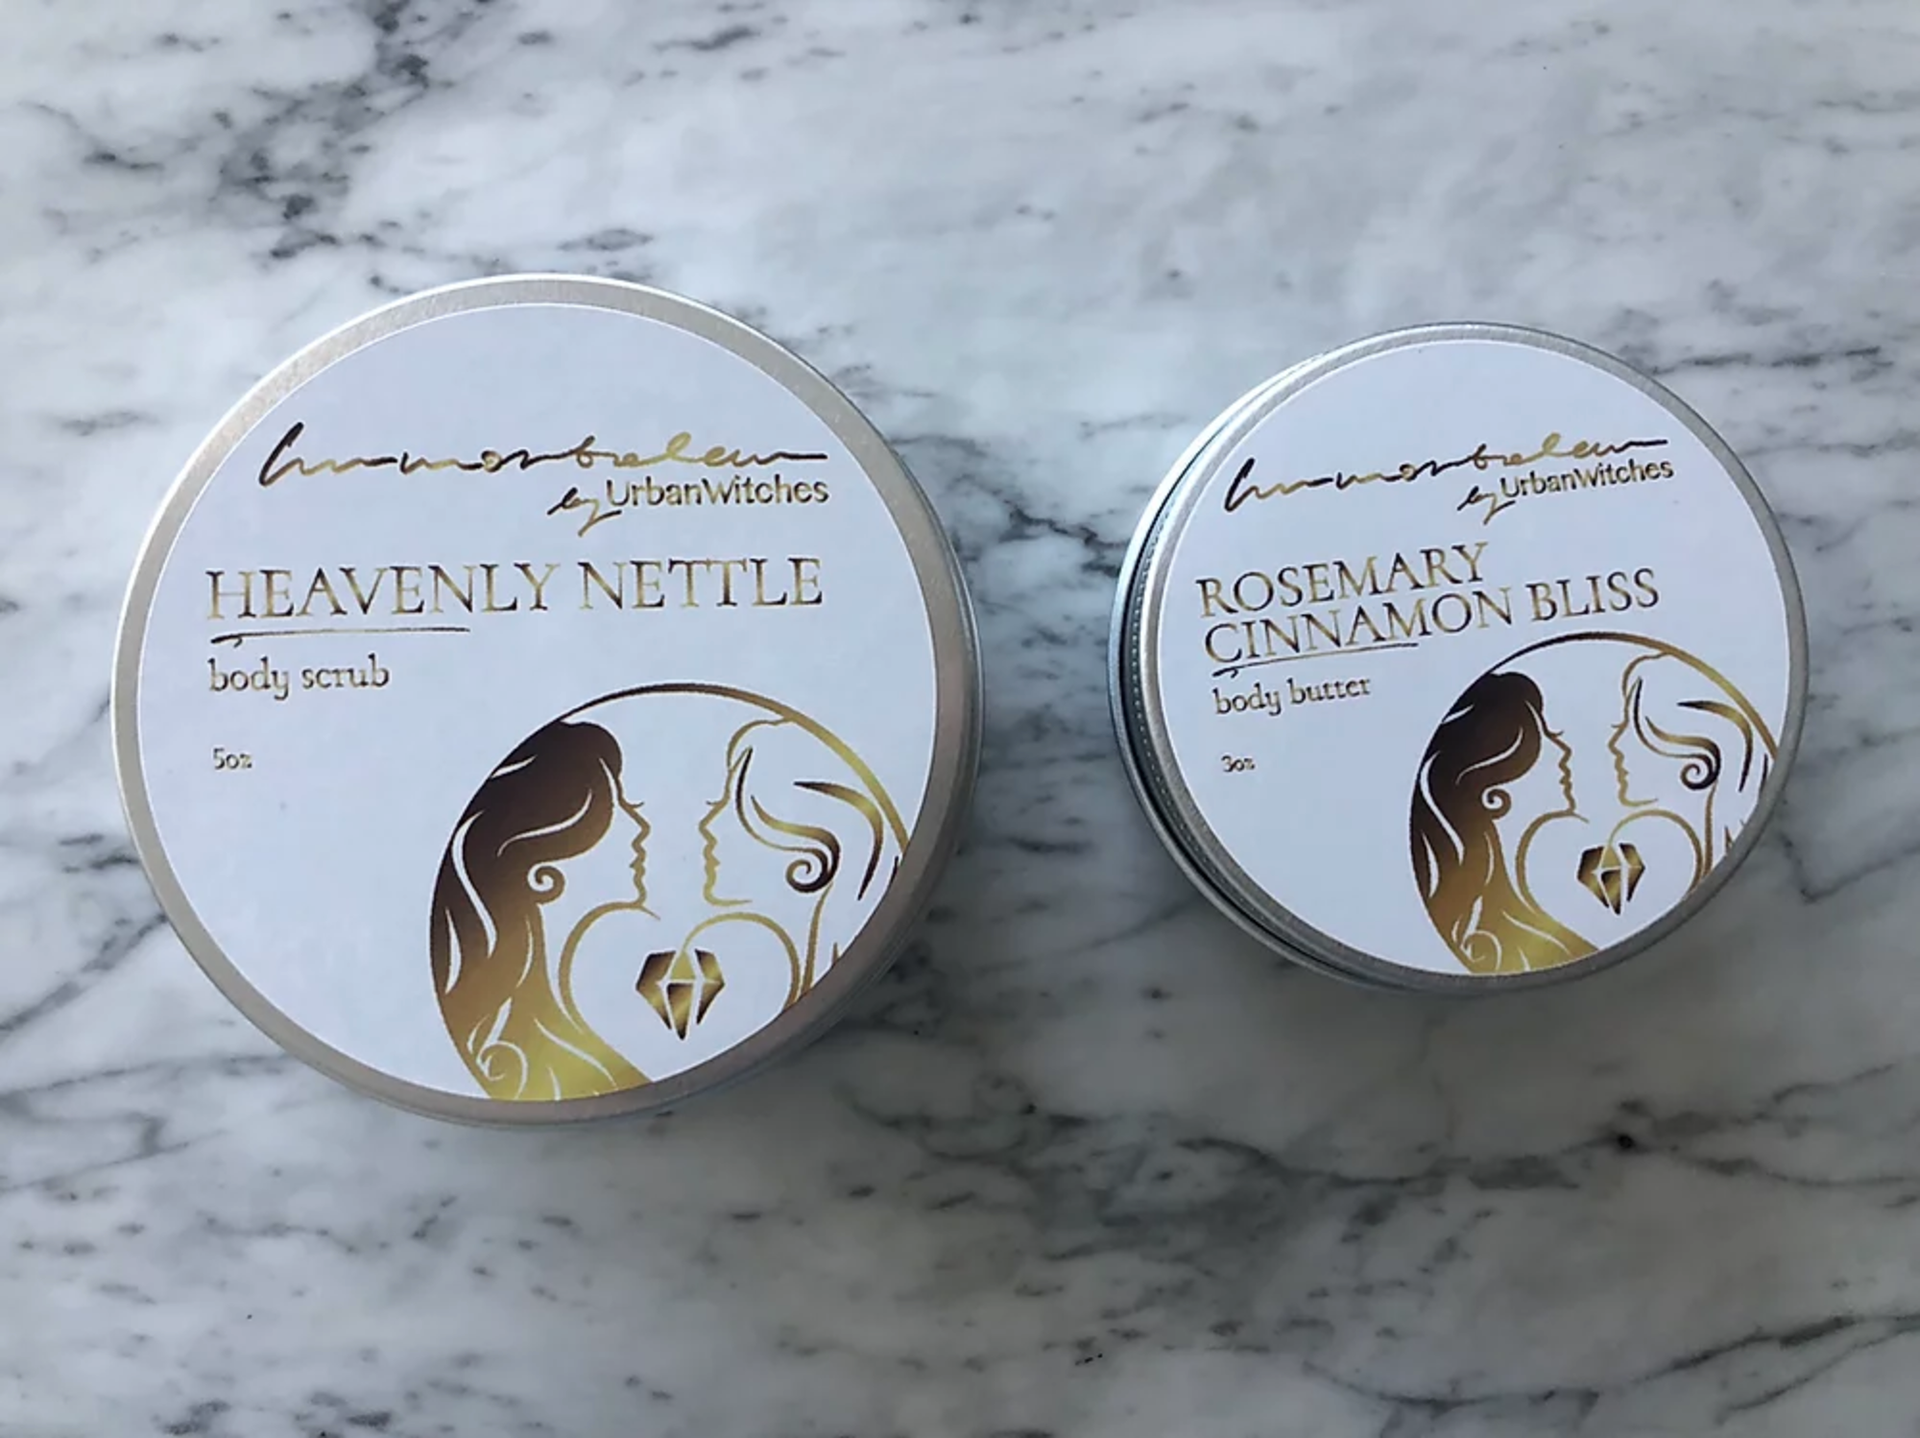 by UrbanWitches
HEAVENLY NETTLE
body scrub
5oz
by UrbanWitches
ROSEMARY
CINNAMON BLISS
body butter
3oz